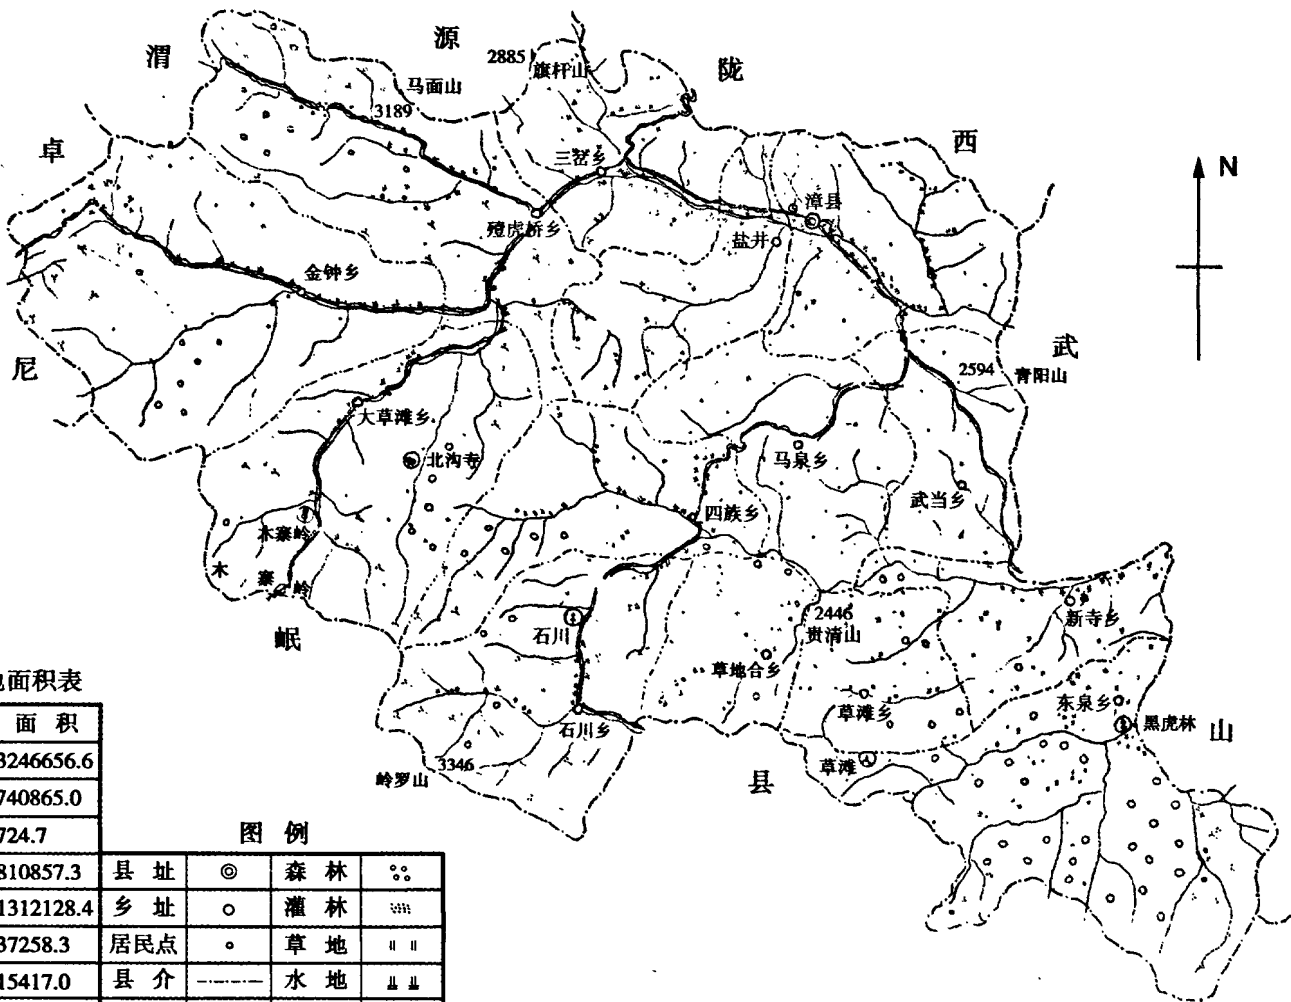 源
渭
2885
旗杆山
陇
马面山
3189
西
卓
N
三岔乡
漳县
殪虎桥乡
盐井
金钟乡
武
尼
2594
青阳山
大草滩乡
北沟寺
马泉乡
武当乡
四族乡
木寨岭
木
寨
岭
2446
新寺乡
石川
贵清山
岷
草地合乡
地面积表
草滩乡
东泉乡
面 积
石川乡
黑虎林
山
3246656.6
3346
草滩
岭罗山
县
740865.0
724.7
图 例
810857.3
县 址
森 林
1312128.4
乡 址
灌 林
37258.3
居民点
草 地
15417.0
县 介
水 地